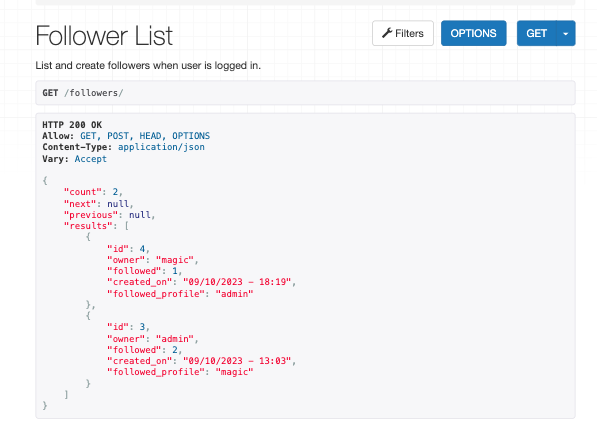 Follower List
Filters
OPTIONS
GET
List and create followers when user is logged in.
GET /followers/
HTTP 200 OK
Allow: GET, POST, HEAD, OPTIONS
Content-Type: application/json
Vary: Accept
{
    "count": 2,
    "next": null,
    "previous": null,
    "results": [
        {
            "id": 4,
            "owner": "magic",
            "followed": 1,
            "created_on": "09/10/2023 - 18:19",
            "followed_profile": "admin"
        },
        {
            "id": 3,
            "owner": "admin",
            "followed": 2,
            "created_on": "09/10/2023 - 13:03",
            "followed_profile": "magic"
        }
    ]
}